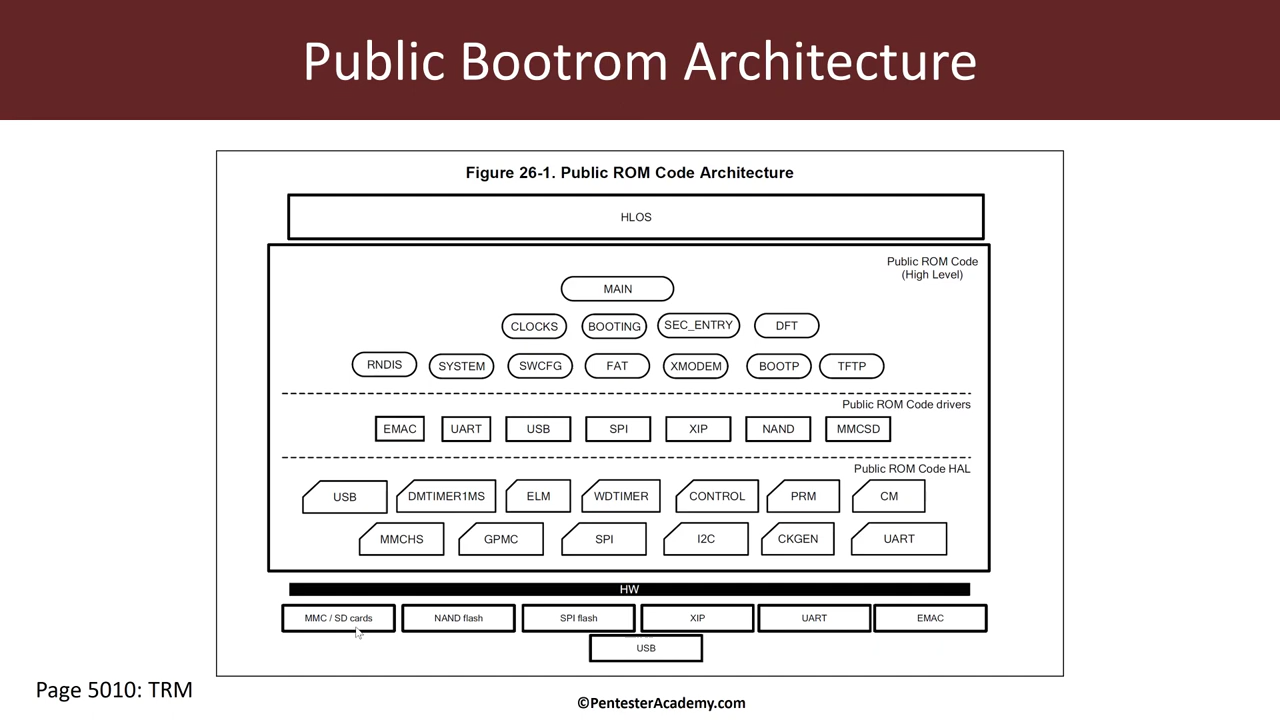 Public Bootrom Architecture
Figure 26-1. Public ROM Code Architecture
HLOS
Public ROM Code
(High Level)
MAIN
CLOCKS BOOTING SEC_ENTRY DFT
RNDIS SYSTEM SWCFG FAT XMODEM BOOTP TFTP
Public ROM Code drivers
EMAC UART USB SPI XIP NAND MMCSD
Public ROM Code HAL
USB DMTIMER1MS ELM WDTIMER CONTROL PRM CM
MMCHS GPMC SPI I2C CKGEN UART
HW
MMC / SD cards NAND flash SPI flash XIP UART EMAC
USB
Page 5010: TRM
©PentesterAcademy.com